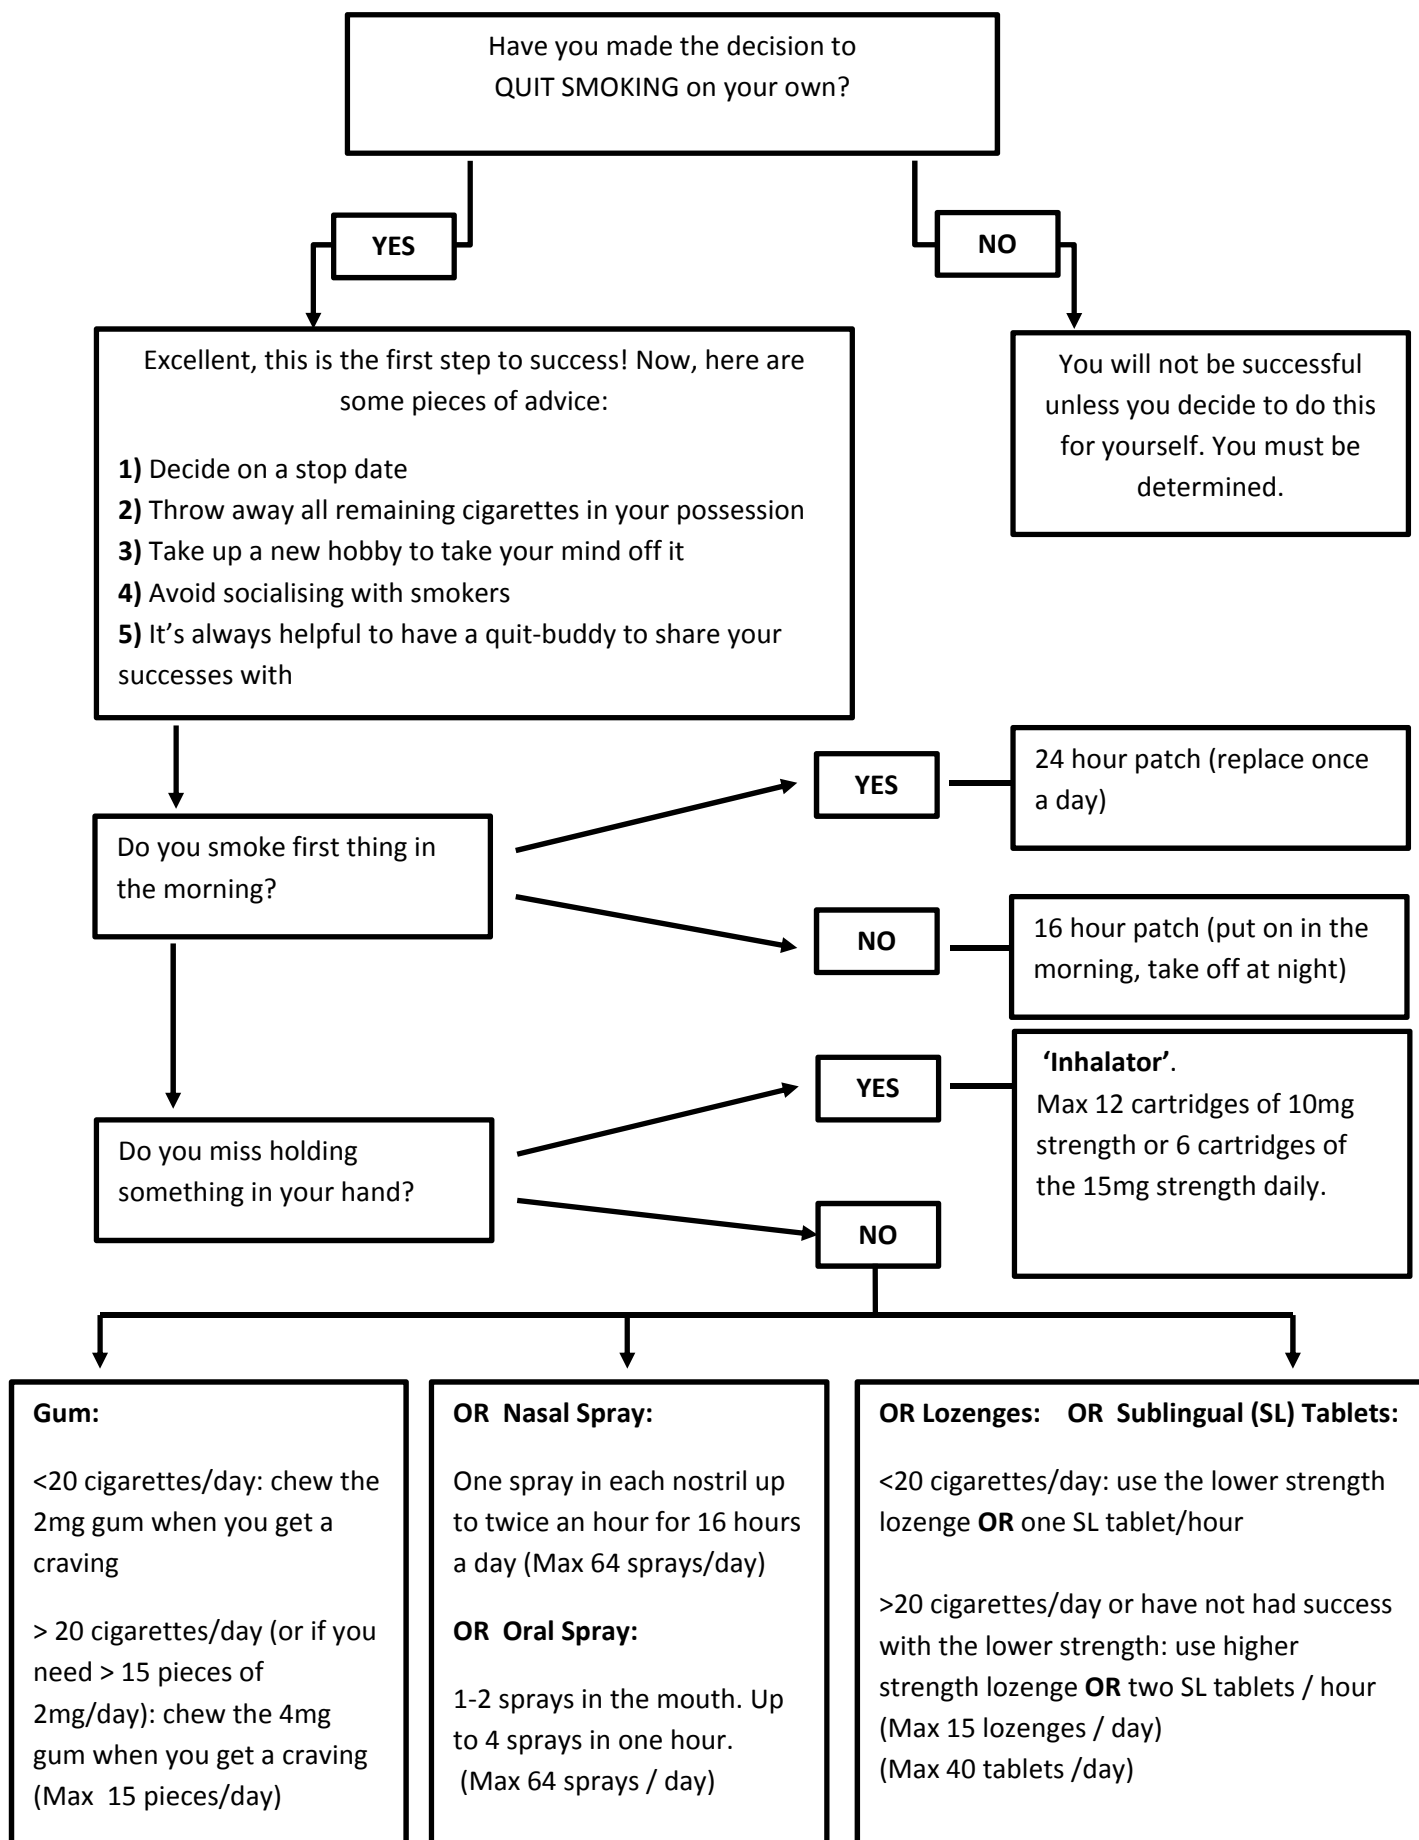 Have you made the decision to
QUIT SMOKING on your own?
YES
NO
Excellent, this is the first step to success! Now, here are
some pieces of advice:
1) Decide on a stop date
2) Throw away all remaining cigarettes in your possession
3) Take up a new hobby to take your mind off it
4) Avoid socialising with smokers
5) It’s always helpful to have a quit-buddy to share your
successes with
You will not be successful
unless you decide to do this
for yourself. You must be
determined.
Do you smoke first thing in
the morning?
YES
24 hour patch (replace once
a day)
NO
16 hour patch (put on in the
morning, take off at night)
Do you miss holding
something in your hand?
YES
‘Inhalator’.
Max 12 cartridges of 10mg
strength or 6 cartridges of
the 15mg strength daily.
NO
Gum:
<20 cigarettes/day: chew the
2mg gum when you get a
craving
> 20 cigarettes/day (or if you
need > 15 pieces of
2mg/day): chew the 4mg
gum when you get a craving
(Max 15 pieces/day)
OR Nasal Spray:
One spray in each nostril up
to twice an hour for 16 hours
a day (Max 64 sprays/day)
OR Oral Spray:
1-2 sprays in the mouth. Up
to 4 sprays in one hour.
(Max 64 sprays / day)
OR Lozenges: OR Sublingual (SL) Tablets:
<20 cigarettes/day: use the lower strength
lozenge OR one SL tablet/hour
>20 cigarettes/day or have not had success
with the lower strength: use higher
strength lozenge OR two SL tablets / hour
(Max 15 lozenges / day)
(Max 40 tablets /day)